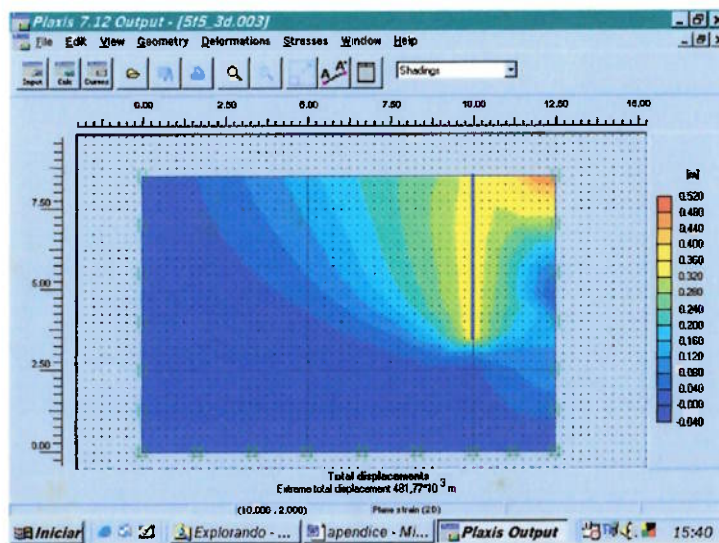 Plaxis 7.12 Output - [5f5_3d.003]
File Edit View Geometry Deformations Stresses Window Help
Input Calc Curves Shadings
0.00 2.50 5.00 7.50 10.00 12.50 15.00
7.50
5.00
2.50
0.00
[m]
0.520
0.480
0.440
0.400
0.360
0.320
0.280
0.240
0.200
0.160
0.120
0.080
0.040
-0.000
-0.040
Total displacements
Extreme total displacement 481,77*10³ m
(10.000 , 2.000) Plane strain (2D)
Iniciar Explorando - ... apendice - Mi... Plaxis Output 15:40